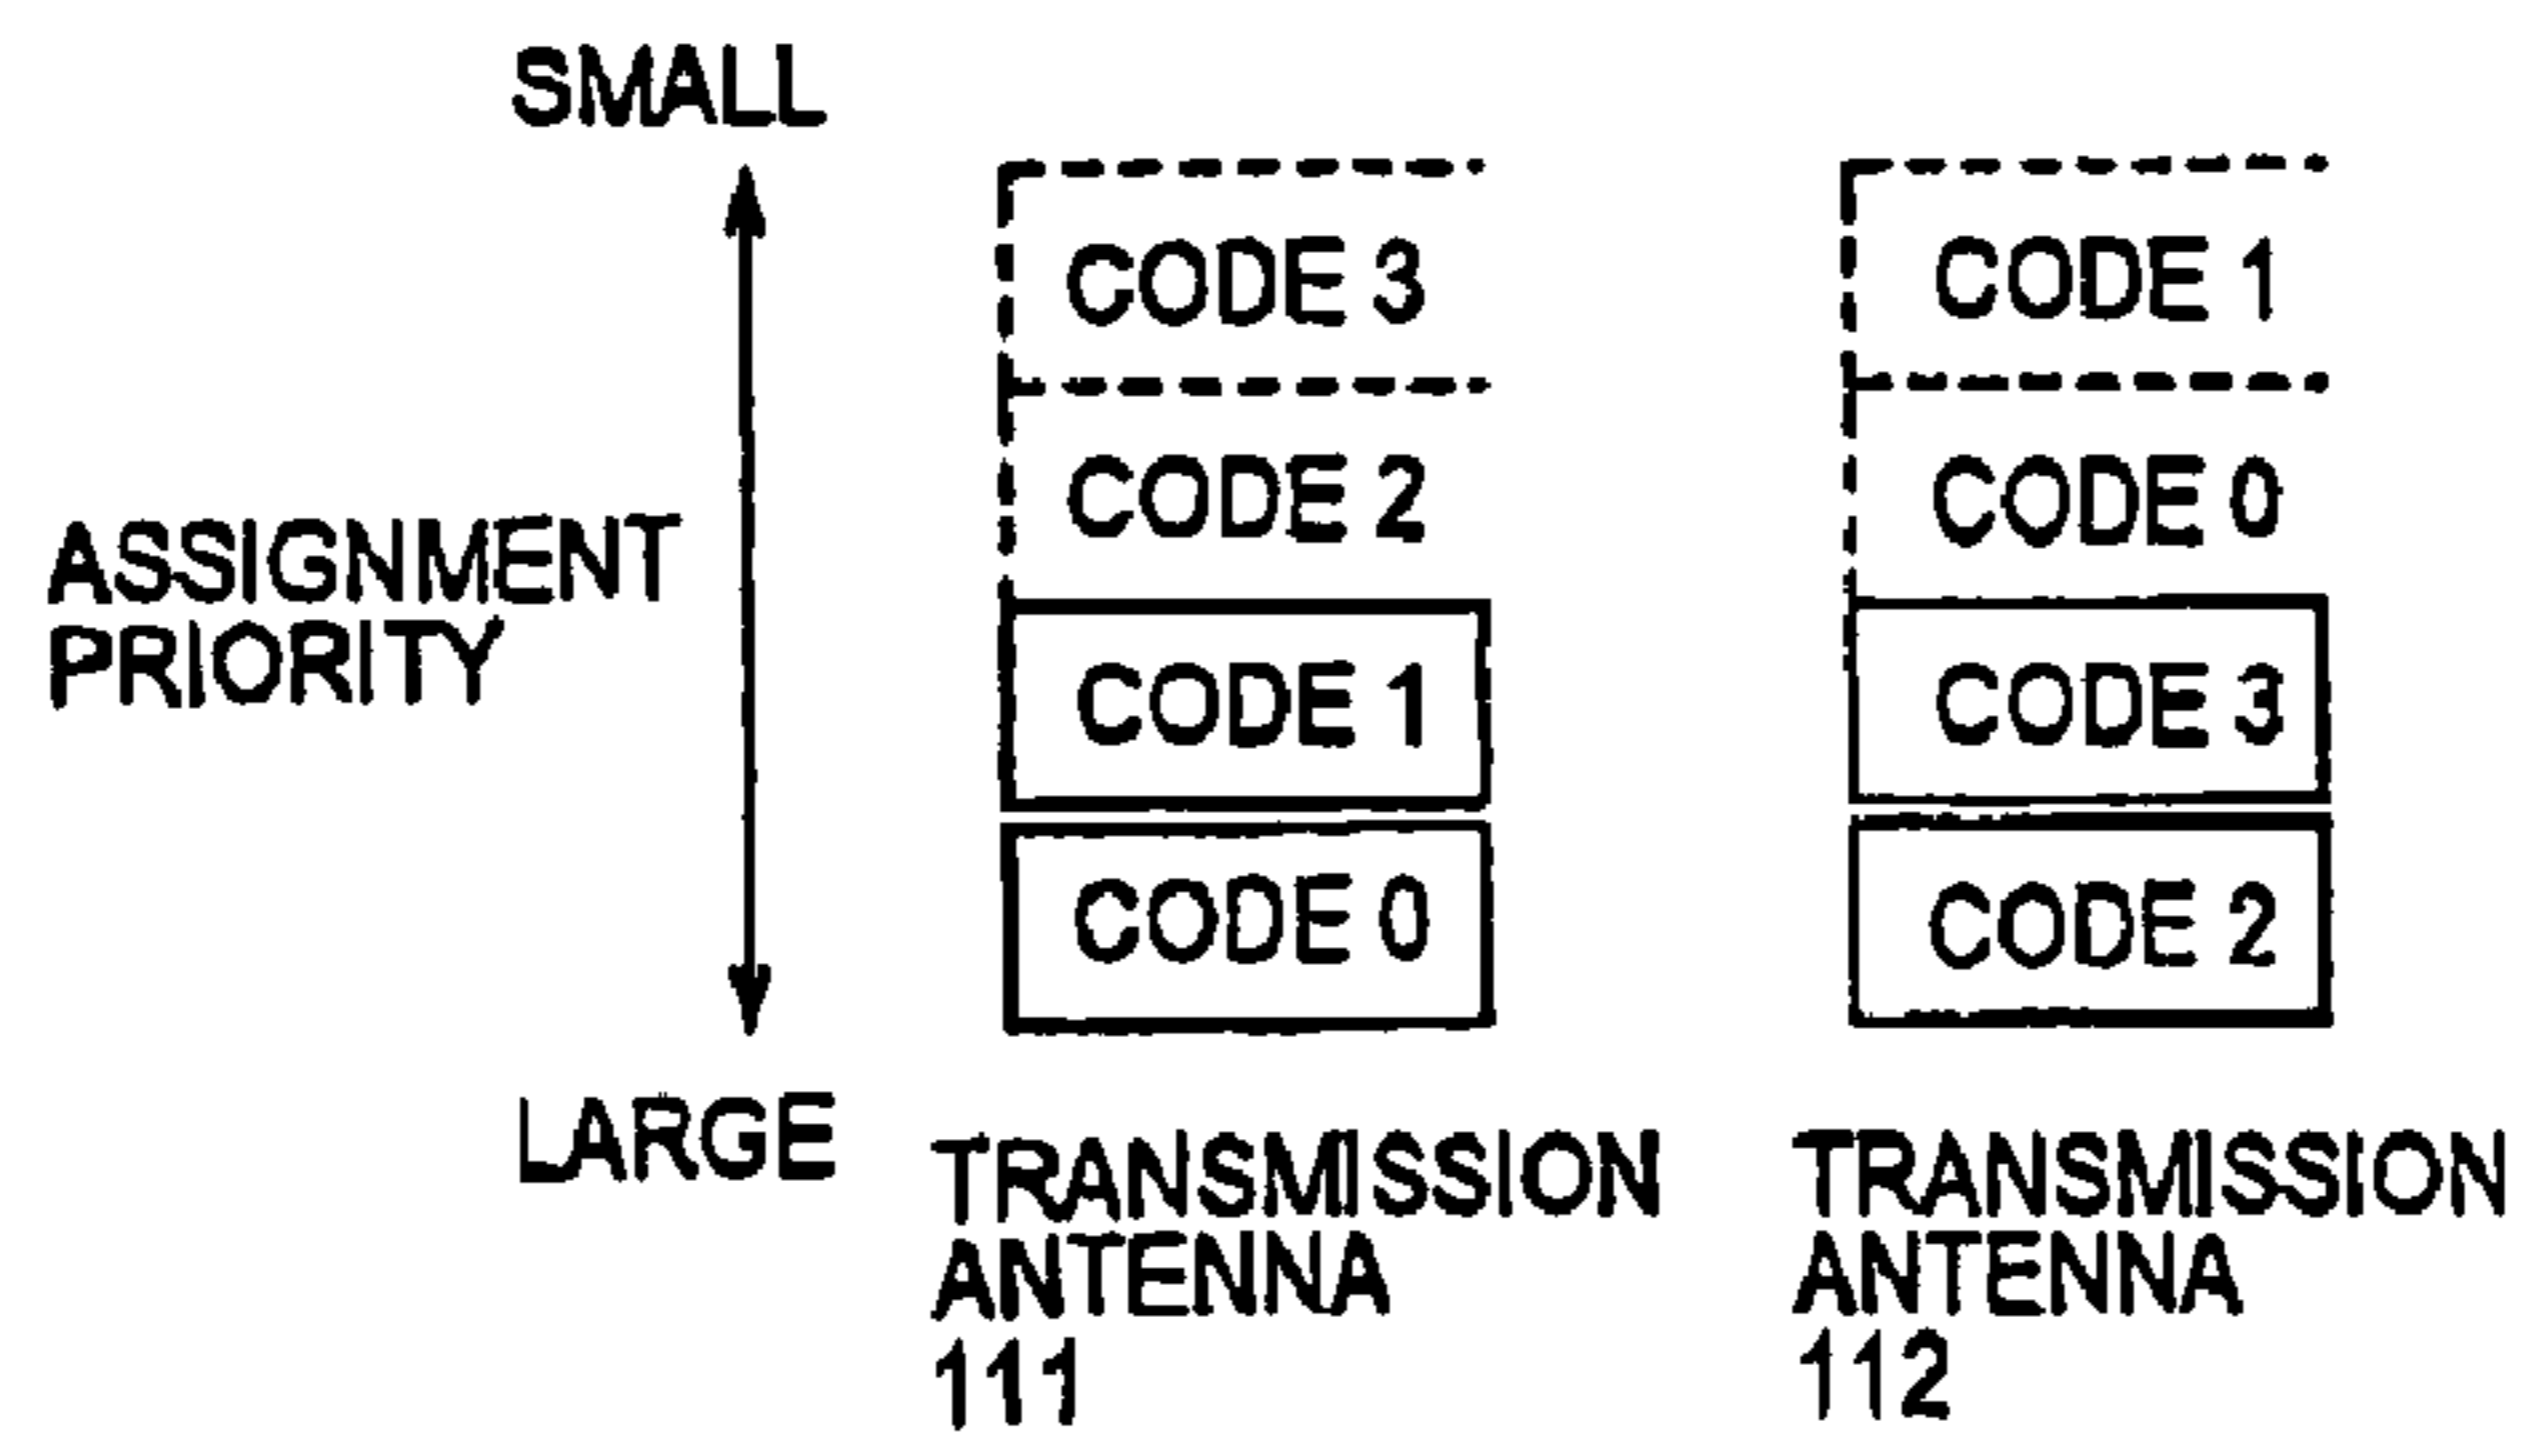 SMALL
ASSIGNMENT
PRIORITY
LARGE
CODE 3
CODE 2
CODE 1
CODE 0
TRANSMISSION
ANTENNA
111
CODE 1
CODE 0
CODE 3
CODE 2
TRANSMISSION
ANTENNA
112